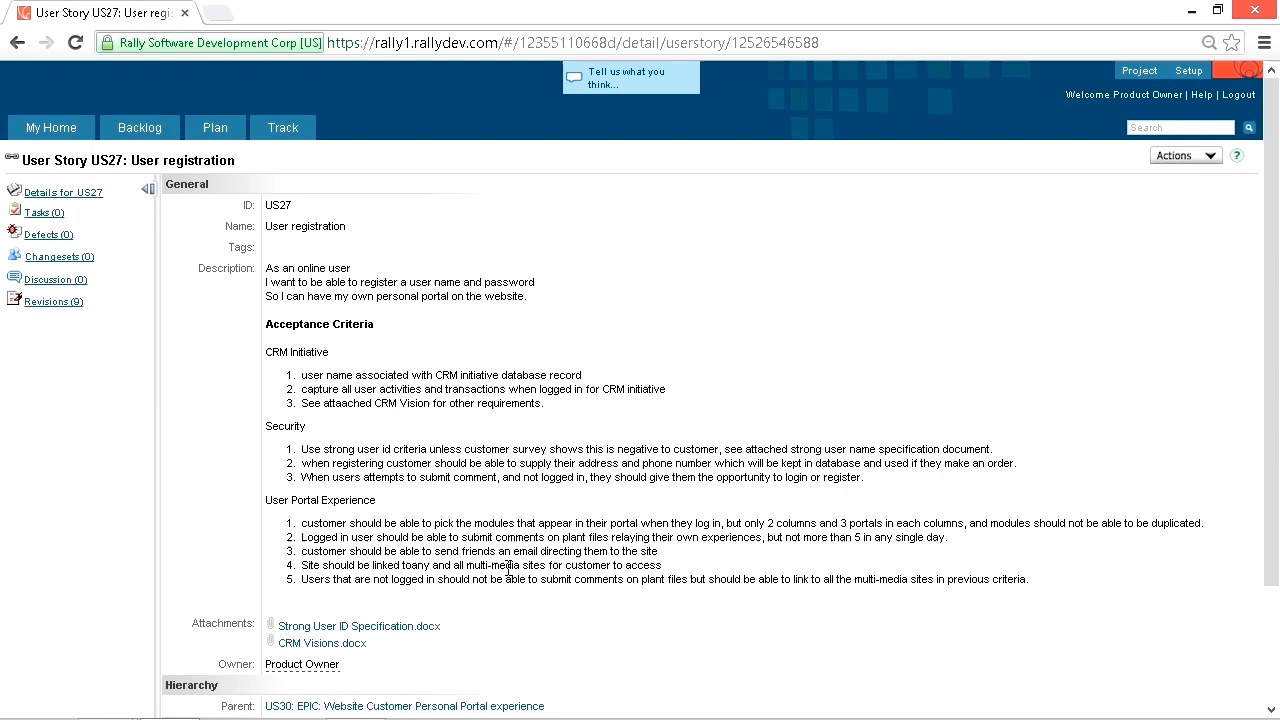 User Story US27: User regi
Rally Software Development Corp [US] https://rally1.rallydev.com/#/12355110668d/detail/userstory/12526546588
Tell us what you
think...
Project Setup
Welcome Product Owner | Help | Logout
My Home Backlog Plan Track
Search
User Story US27: User registration
Actions
?
Details for US27
Tasks (0)
Defects (0)
Changesets (0)
Discussion (0)
Revisions (9)
General
ID: US27
Name: User registration
Tags:
Description: As an online user
I want to be able to register a user name and password
So I can have my own personal portal on the website.
Acceptance Criteria
CRM Initiative
1. user name associated with CRM initiative database record
2. capture all user activities and transactions when logged in for CRM initiative
3. See attaached CRM Vision for other requirements.
Security
1. Use strong user id criteria unless customer survey shows this is negative to customer, see attached strong user name specification document.
2. when registering customer should be able to supply their address and phone number which will be kept in database and used if they make an order.
3. When users attempts to submit comment, and not logged in, they should give them the opportunity to login or register.
User Portal Experience
1. customer should be able to pick the modules that appear in their portal when they log in, but only 2 columns and 3 portals in each columns, and modules should not be able to be duplicated.
2. Logged in user should be able to submit comments on plant files relaying their own experiences, but not more than 5 in any single day.
3. customer should be able to send friends an email directing them to the site
4. Site should be linked toany and all multi-media sites for customer to access
5. Users that are not logged in should not be able to submit comments on plant files but should be able to link to all the multi-media sites in previous criteria.
Attachments: Strong User ID Specification.docx
CRM Visions.docx
Owner: Product Owner
Hierarchy
Parent: US30: EPIC: Website Customer Personal Portal experience